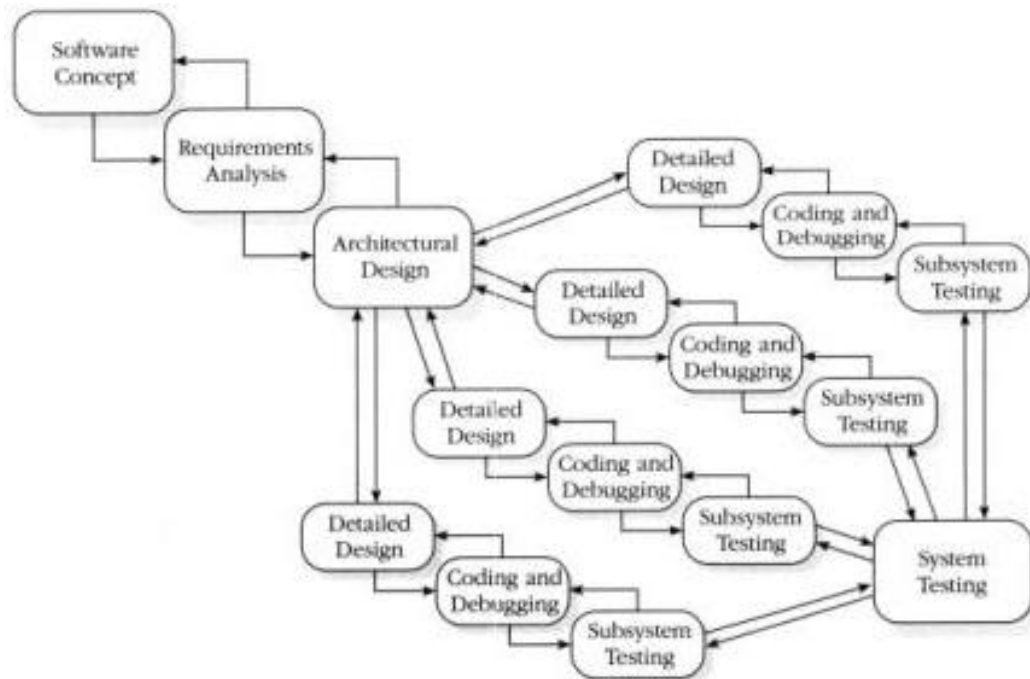 Software
Concept
Requirements
Analysis
Architectural
Design
Detailed
Design
Coding and
Debugging
Subsystem
Testing
Detailed
Design
Coding and
Debugging
Subsystem
Testing
Detailed
Design
Coding and
Debugging
Subsystem
Testing
Detailed
Design
Coding and
Debugging
Subsystem
Testing
System
Testing